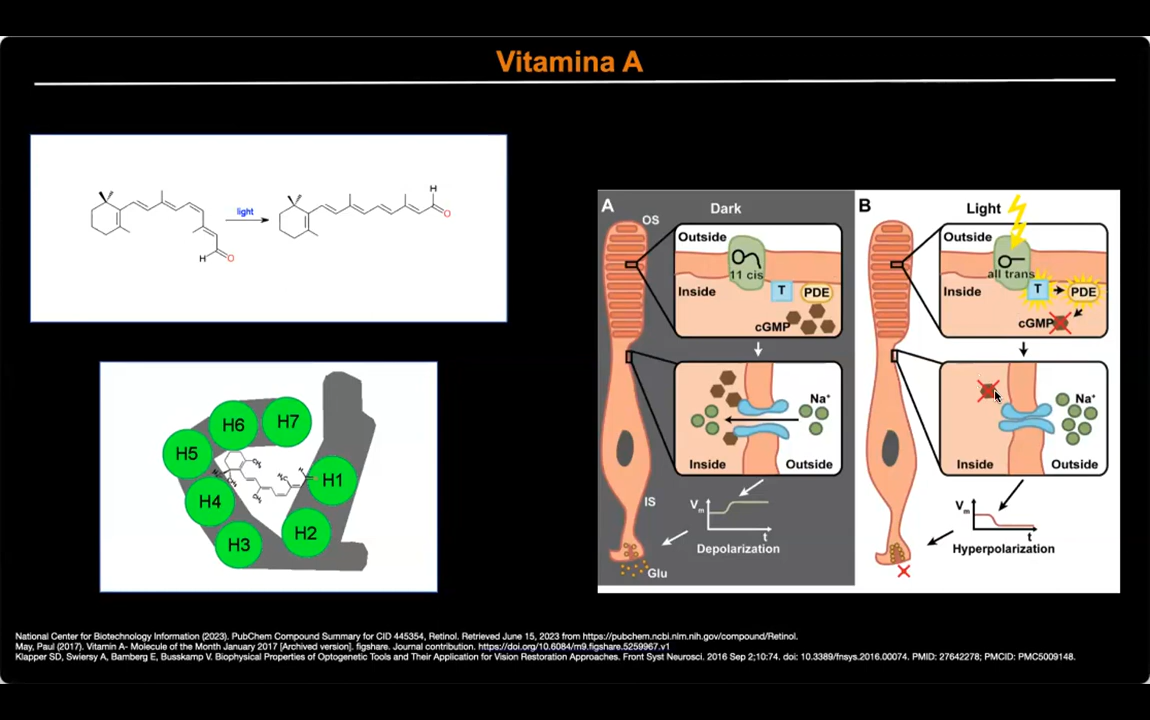 Vitamina A
light
H
O
H
O
H6
H7
H5
H1
H4
H2
H3
A
Dark
OS
Outside
11 cis
Inside
T
PDE
cGMP
Na+
Inside
Outside
IS
Vm
t
Depolarization
Glu
B
Light
Outside
all trans
Inside
T
PDE
cGMP
Na+
Inside
Outside
Vm
t
Hyperpolarization
National Center for Biotechnology Information (2023). PubChem Compound Summary for CID 445354, Retinol. Retrieved June 15, 2023 from https://pubchem.ncbi.nlm.nih.gov/compound/Retinol.
May, Paul (2017). Vitamin A- Molecule of the Month January 2017 [Archived version]. figshare. Journal contribution. https://doi.org/10.6084/m9.figshare.5259967.v1
Klapper SD, Swiersy A, Bamberg E, Busskamp V. Biophysical Properties of Optogenetic Tools and Their Application for Vision Restoration Approaches. Front Syst Neurosci. 2016 Sep 2;10:74. doi: 10.3389/fnsys.2016.00074. PMID: 27642278; PMCID: PMC5009148.